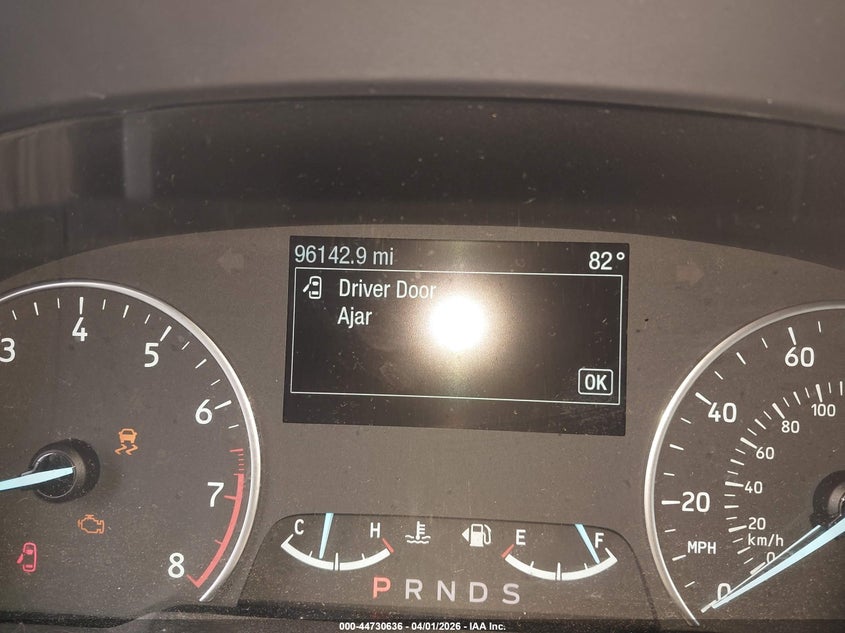 96142.9 mi 82°
Driver Door
Ajar
OK
3 4 5 6 7 8
C H E F
P R N D S
0 20 40 60
MPH
0 20 40 60 80 100
km/h
000-44730636 - 04/01/2026 - IAA Inc.